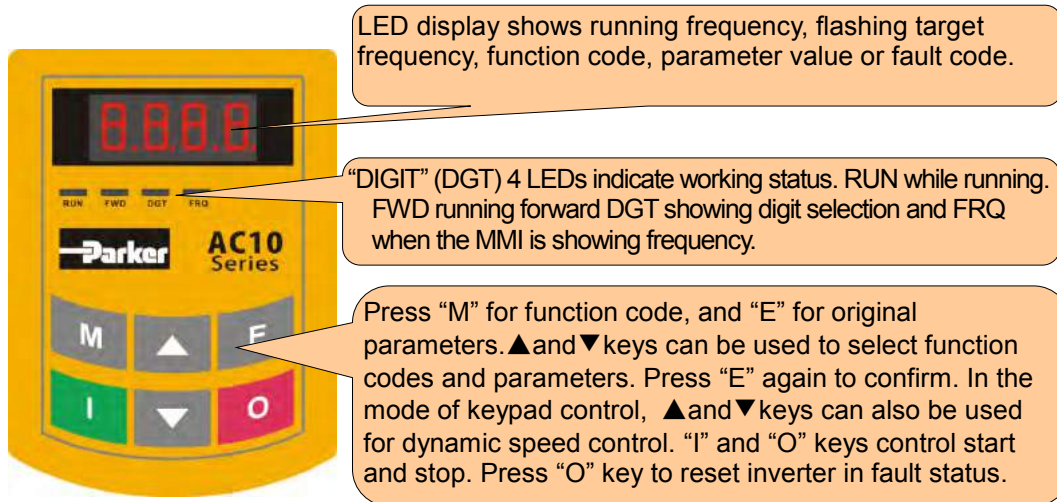 LED display shows running frequency, flashing target
frequency, function code, parameter value or fault code.
8.8.8.8.
RUN FWD DGT FRQ
"DIGIT" (DGT) 4 LEDs indicate working status. RUN while running.
FWD running forward DGT showing digit selection and FRQ
when the MMI is showing frequency.
Parker
AC10
Series
M ▲ E
I ▼ O
Press "M" for function code, and "E" for original
parameters.▲and▼keys can be used to select function
codes and parameters. Press "E" again to confirm. In the
mode of keypad control, ▲and▼keys can also be used
for dynamic speed control. "I" and "O" keys control start
and stop. Press "O" key to reset inverter in fault status.